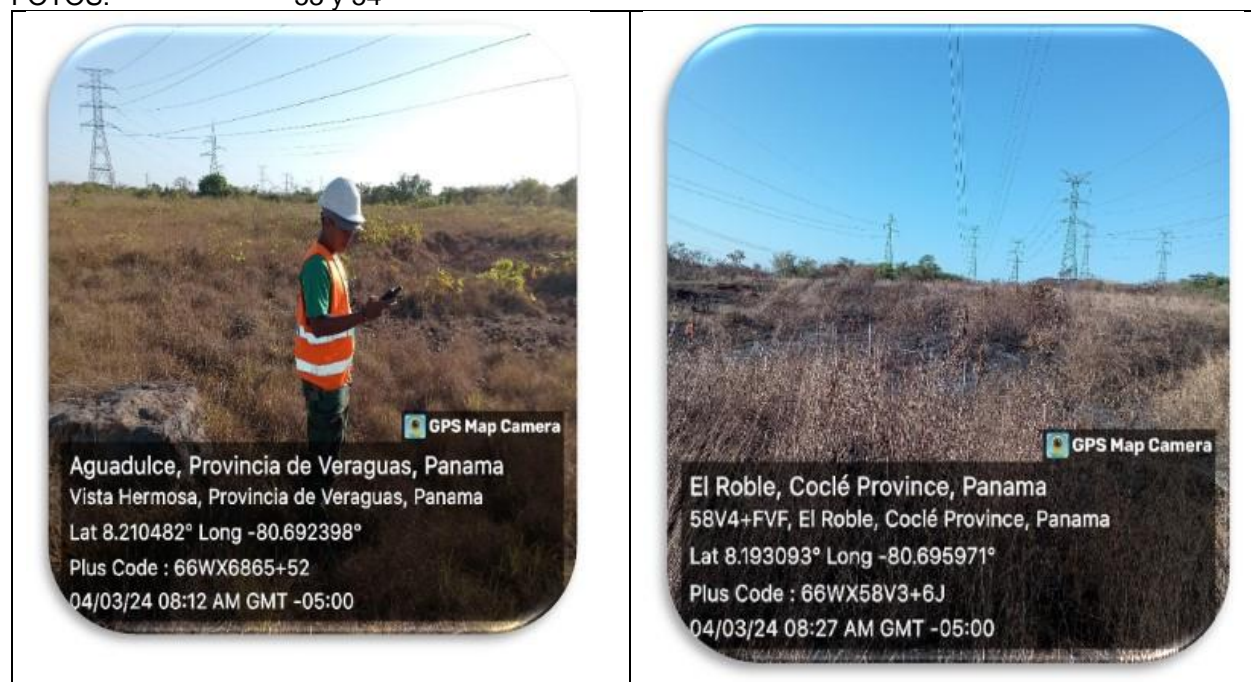 GPS Map Camera
Aguadulce, Provincia de Veraguas, Panama
Vista Hermosa, Provincia de Veraguas, Panama
Lat 8.210482° Long -80.692398°
Plus Code : 66WX6865+52
04/03/24 08:12 AM GMT -05:00
GPS Map Camera
El Roble, Coclé Province, Panama
58V4+FVF, El Roble, Coclé Province, Panama
Lat 8.193093° Long -80.695971°
Plus Code : 66WX58V3+6J
04/03/24 08:27 AM GMT -05:00